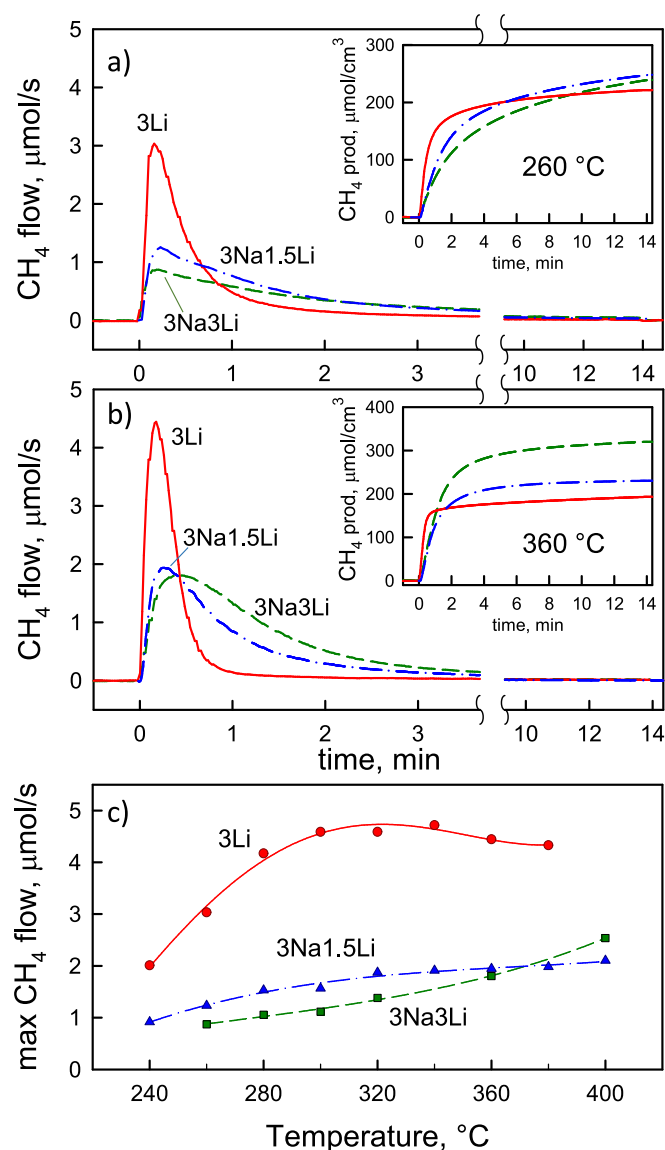 a)
CH₄ flow, μmol/s
5
4
3
2
1
0
3Li
3Na1.5Li
3Na3Li
0 1 2 3 10 12 14
CH₄ prod, μmol/cm³
300
200
100
0
260 °C
0 2 4 6 8 10 12 14
time, min
b)
CH₄ flow, μmol/s
5
4
3
2
1
0
3Li
3Na1.5Li
3Na3Li
0 1 2 3 10 12 14
time, min
CH₄ prod, μmol/cm³
400
300
200
100
0
360 °C
0 2 4 6 8 10 12 14
time, min
c)
max CH₄ flow, μmol/s
5
4
3
2
1
0
3Li
3Na1.5Li
3Na3Li
240 280 320 360 400
Temperature, °C